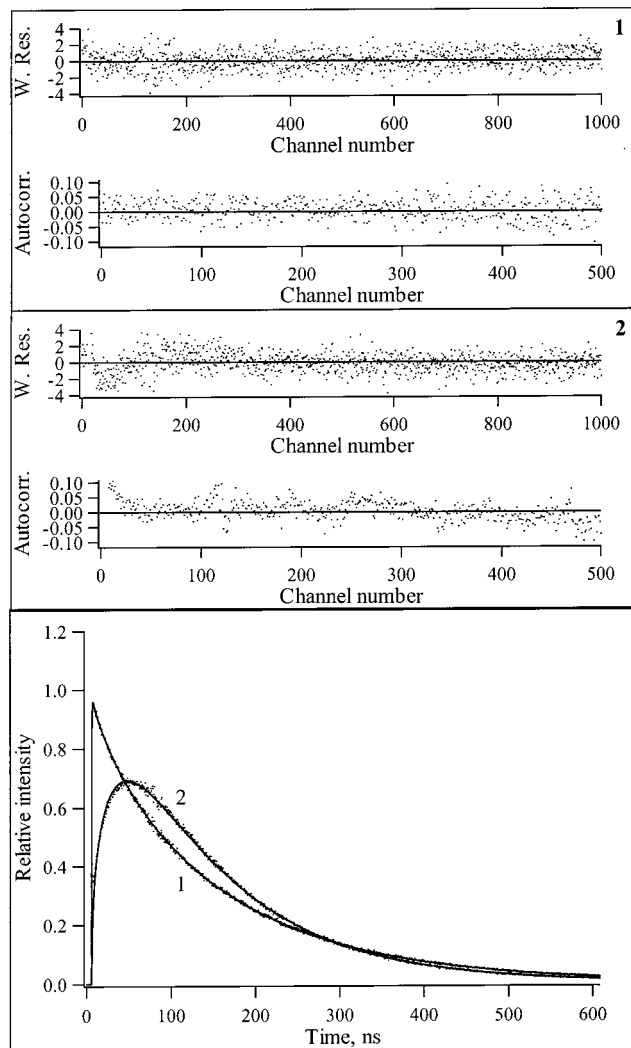 1
W. Res.
4
2
0
-2
-4
0 200 400 600 800 1000
Channel number
Autocorr.
0.10
0.05
0.00
-0.05
-0.10
0 100 200 300 400 500
Channel number
2
W. Res.
4
2
0
-2
-4
0 200 400 600 800 1000
Channel number
Autocorr.
0.10
0.05
0.00
-0.05
-0.10
0 100 200 300 400 500
Channel number
Relative intensity
1.2
1.0
0.8
0.6
0.4
0.2
0.0
2
1
0 100 200 300 400 500 600
Time, ns